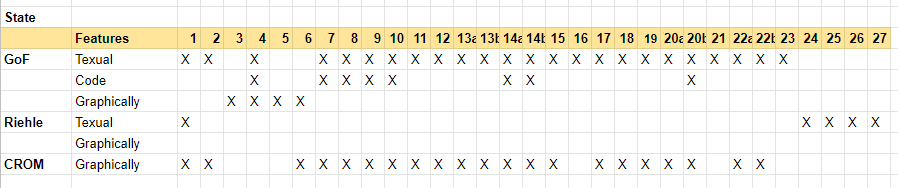 State
Features 1 2 3 4 5 6 7 8 9 10 11 12 13a 13b 14a 14b 15 16 17 18 19 20a 20b 21 22a 22b 23 24 25 26 27
GoF Texual X X X X X X X X X X X X X X X X X X X X X X X X
Code X X X X X X X X
Graphically X X X X
Riehle Texual X X X X X
Graphically
CROM Graphically X X X X X X X X X X X X X X X X X X X X X